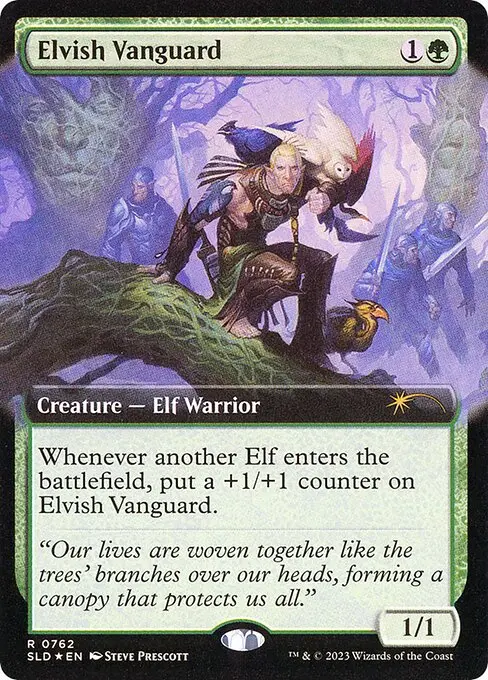 Elvish Vanguard 1
Creature — Elf Warrior
Whenever another Elf enters the
battlefield, put a +1/+1 counter on
Elvish Vanguard.
“Our lives are woven together like the
trees’ branches over our heads, forming a
canopy that protects us all.”
1/1
R 0762
SLD ★ EN Steve Prescott
™ & © 2023 Wizards of the Coast